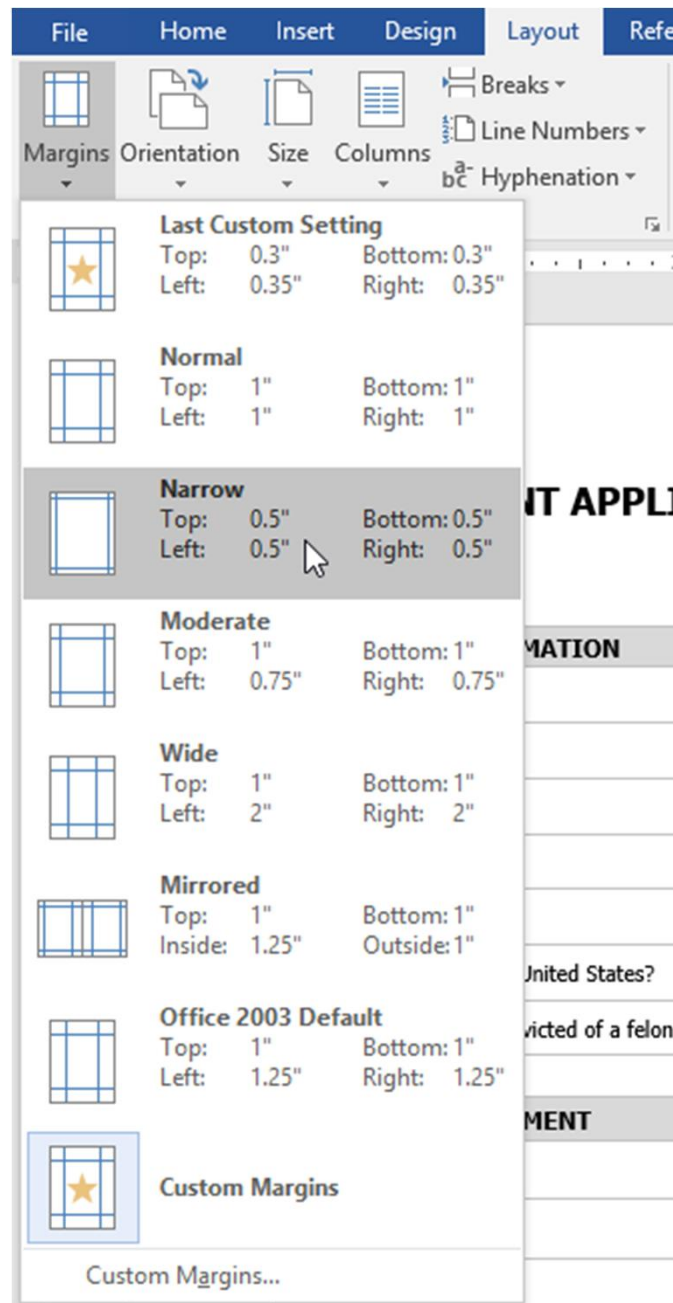 File Home Insert Design Layout Refe
Breaks
Line Numbers
Margins Orientation Size Columns
bc a- Hyphenation
Last Custom Setting
Top: 0.3" Bottom: 0.3"
Left: 0.35" Right: 0.35"
Normal
Top: 1" Bottom: 1"
Left: 1" Right: 1"
Narrow
Top: 0.5" Bottom: 0.5"
Left: 0.5" Right: 0.5"
NT APPLI
Moderate
Top: 1" Bottom: 1"
Left: 0.75" Right: 0.75"
MATION
Wide
Top: 1" Bottom: 1"
Left: 2" Right: 2"
Mirrored
Top: 1" Bottom: 1"
Inside: 1.25" Outside: 1"
United States?
Office 2003 Default
Top: 1" Bottom: 1"
Left: 1.25" Right: 1.25"
victed of a felon
MENT
Custom Margins
Custom Margins...